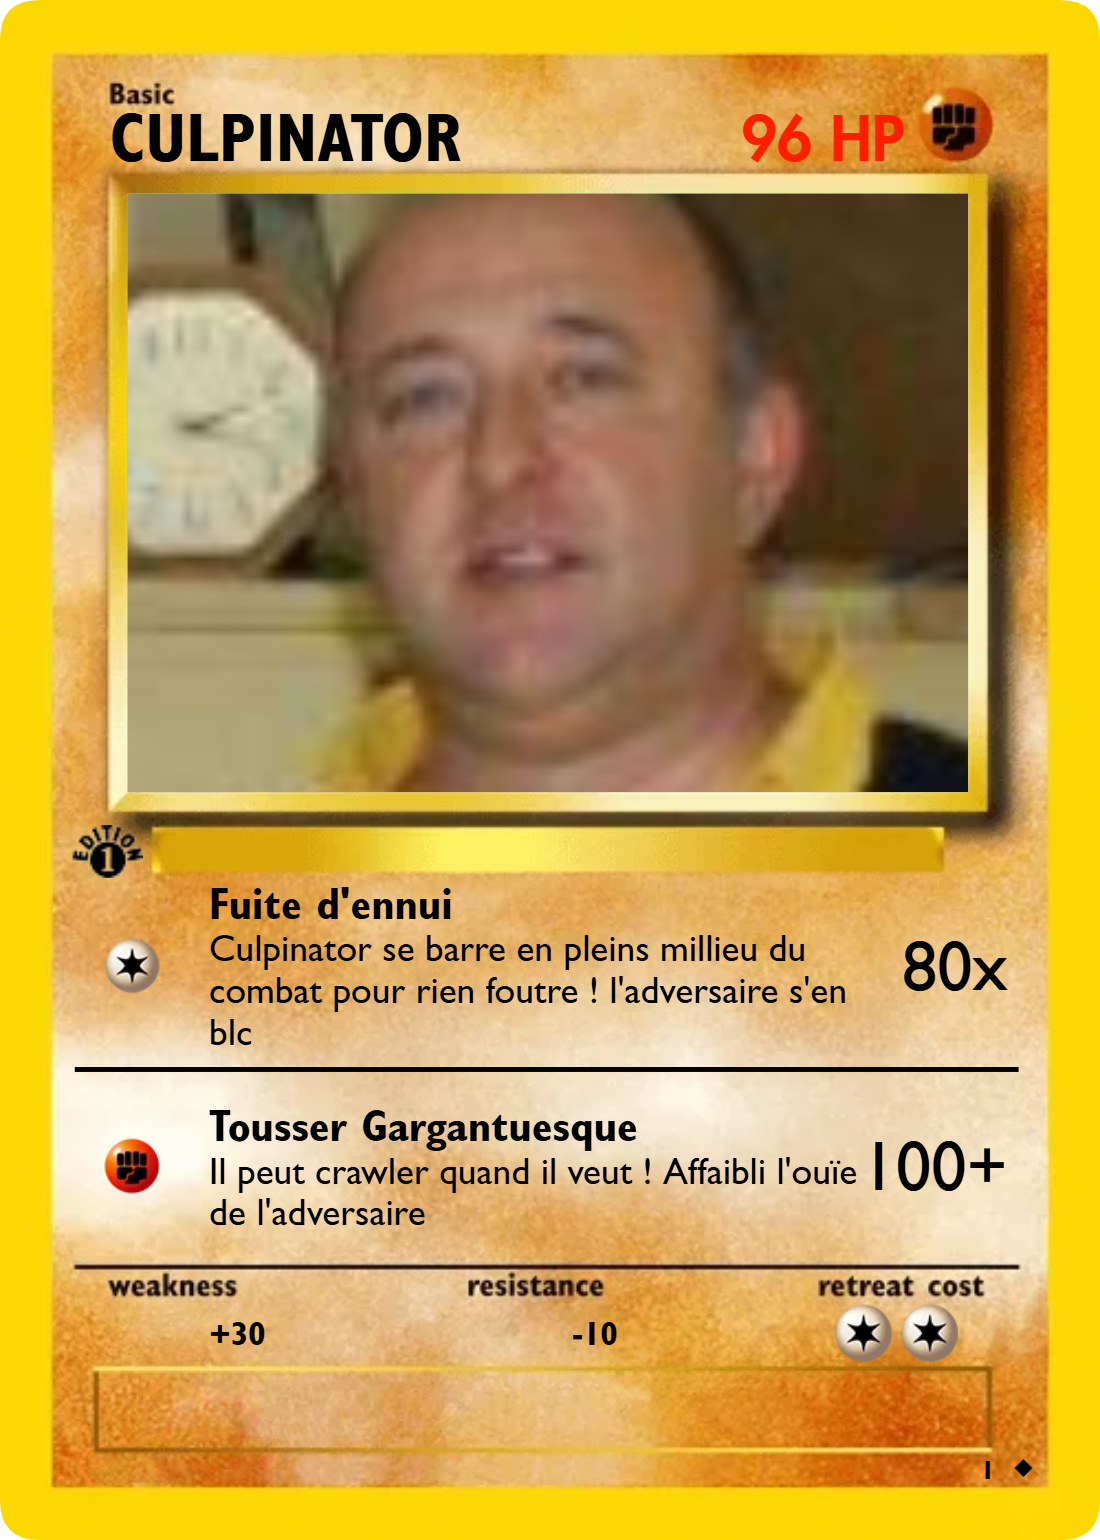 Basic
CULPINATOR
96 HP
EDITION
1
Fuite d'ennui
Culpinator se barre en pleins millieu du
combat pour rien foutre ! l'adversaire s'en
blc
80x
Tousser Gargantuesque
Il peut crawler quand il veut ! Affaibli l'ouïe
de l'adversaire
100+
weakness
resistance
retreat cost
+30
-10
1